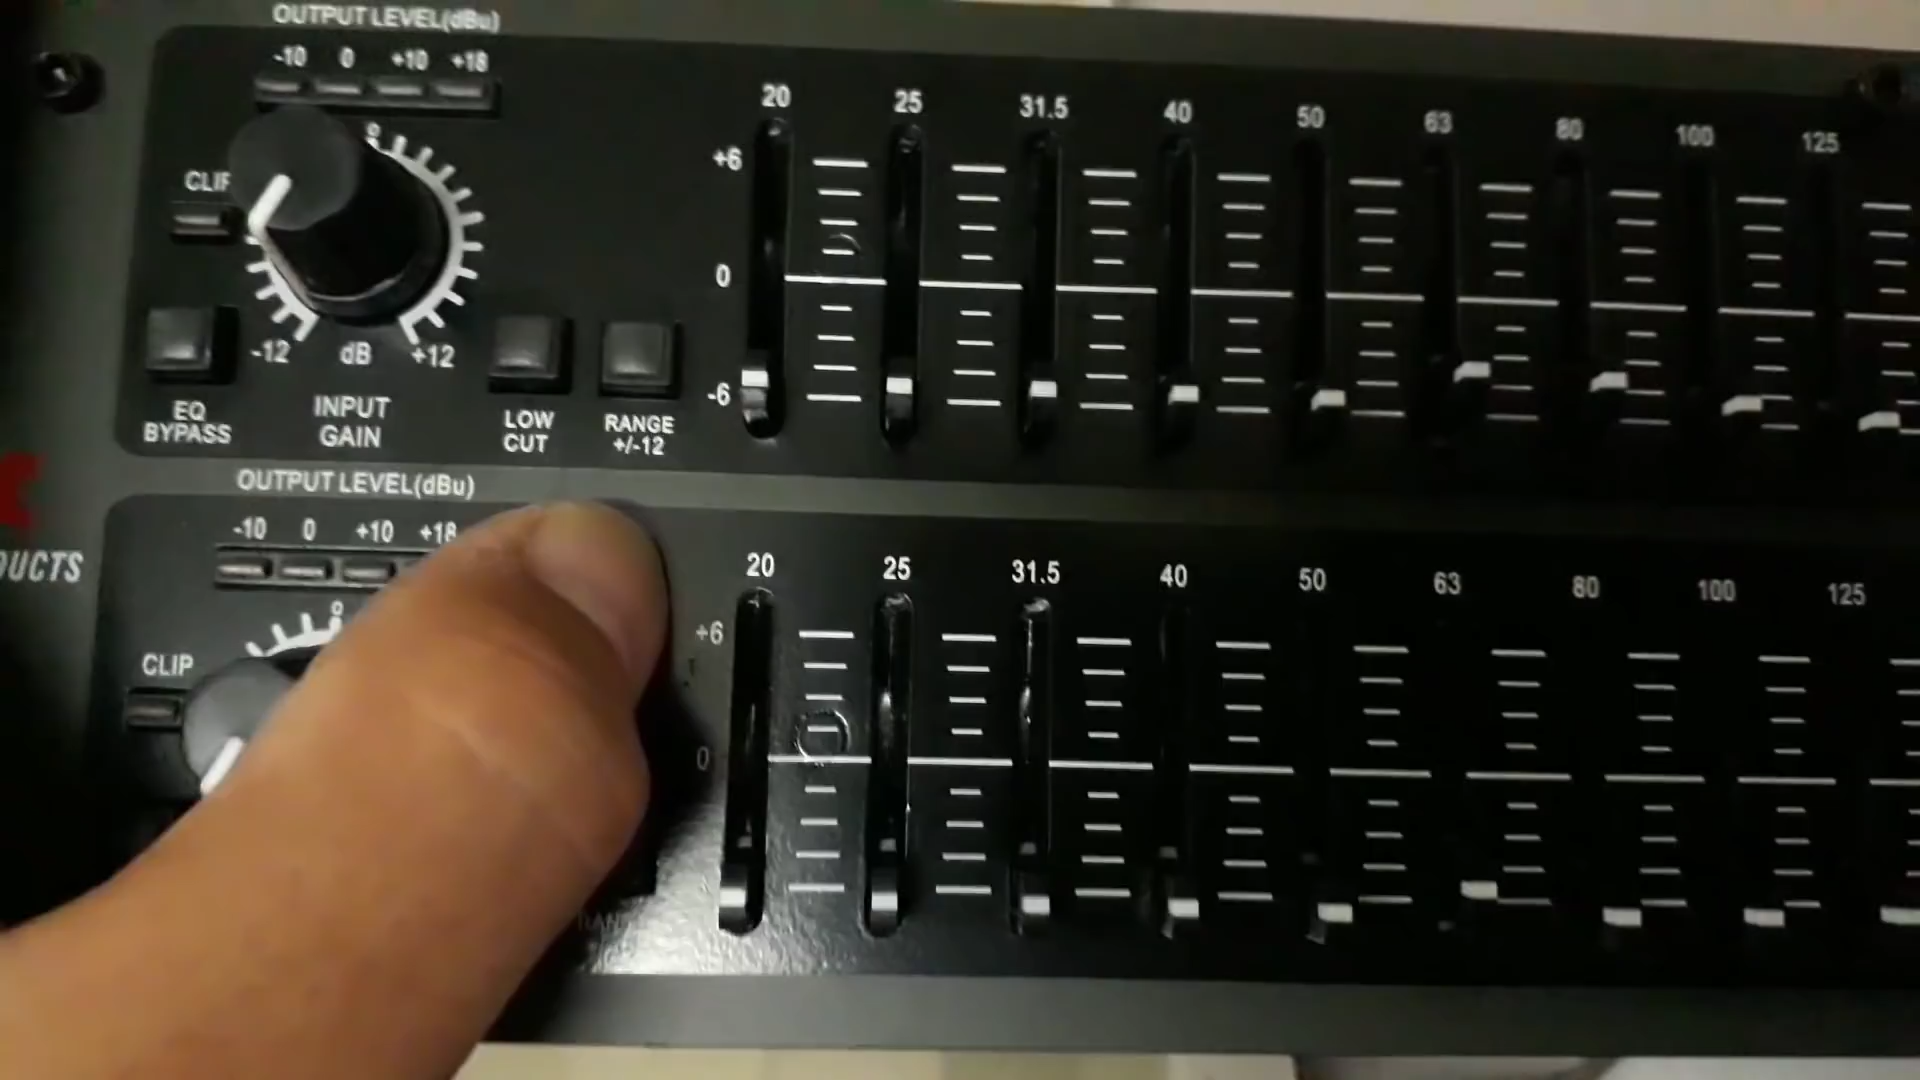 OUTPUT LEVEL(dBu)
-10 0 +10 +18
0
CLIP
-12 dB +12
EQ BYPASS
INPUT GAIN
LOW CUT
RANGE +/-12
20 25 31.5 40 50 63 80 100 125
+6
0
-6
OUTPUT LEVEL(dBu)
-10 0 +10 +18
0
CLIP
20 25 31.5 40 50 63 80 100 125
+6
0